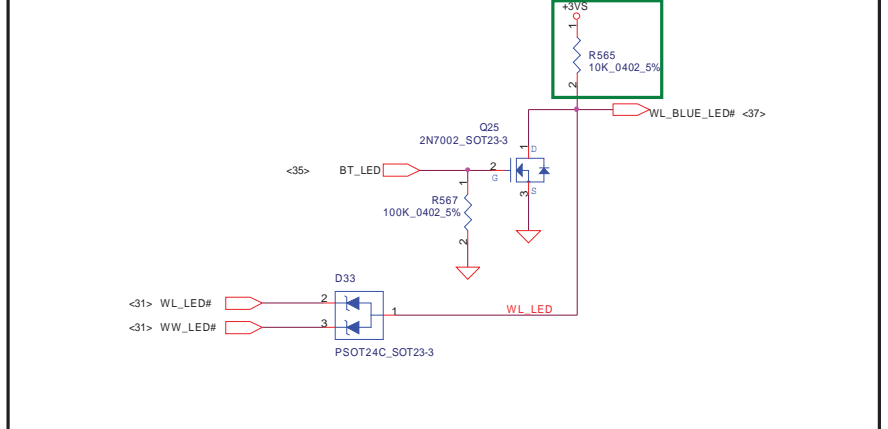 +3VS
1
R565
10K_0402_5%
2
WL_BLUE_LED# <37>
Q25
2N7002_SOT23-3
1
D
<35> BT_LED
2
G
3
S
1
R567
100K_0402_5%
2
D33
<31> WL_LED#
2
1
WL_LED
<31> WW_LED#
3
PSOT24C_SOT23-3